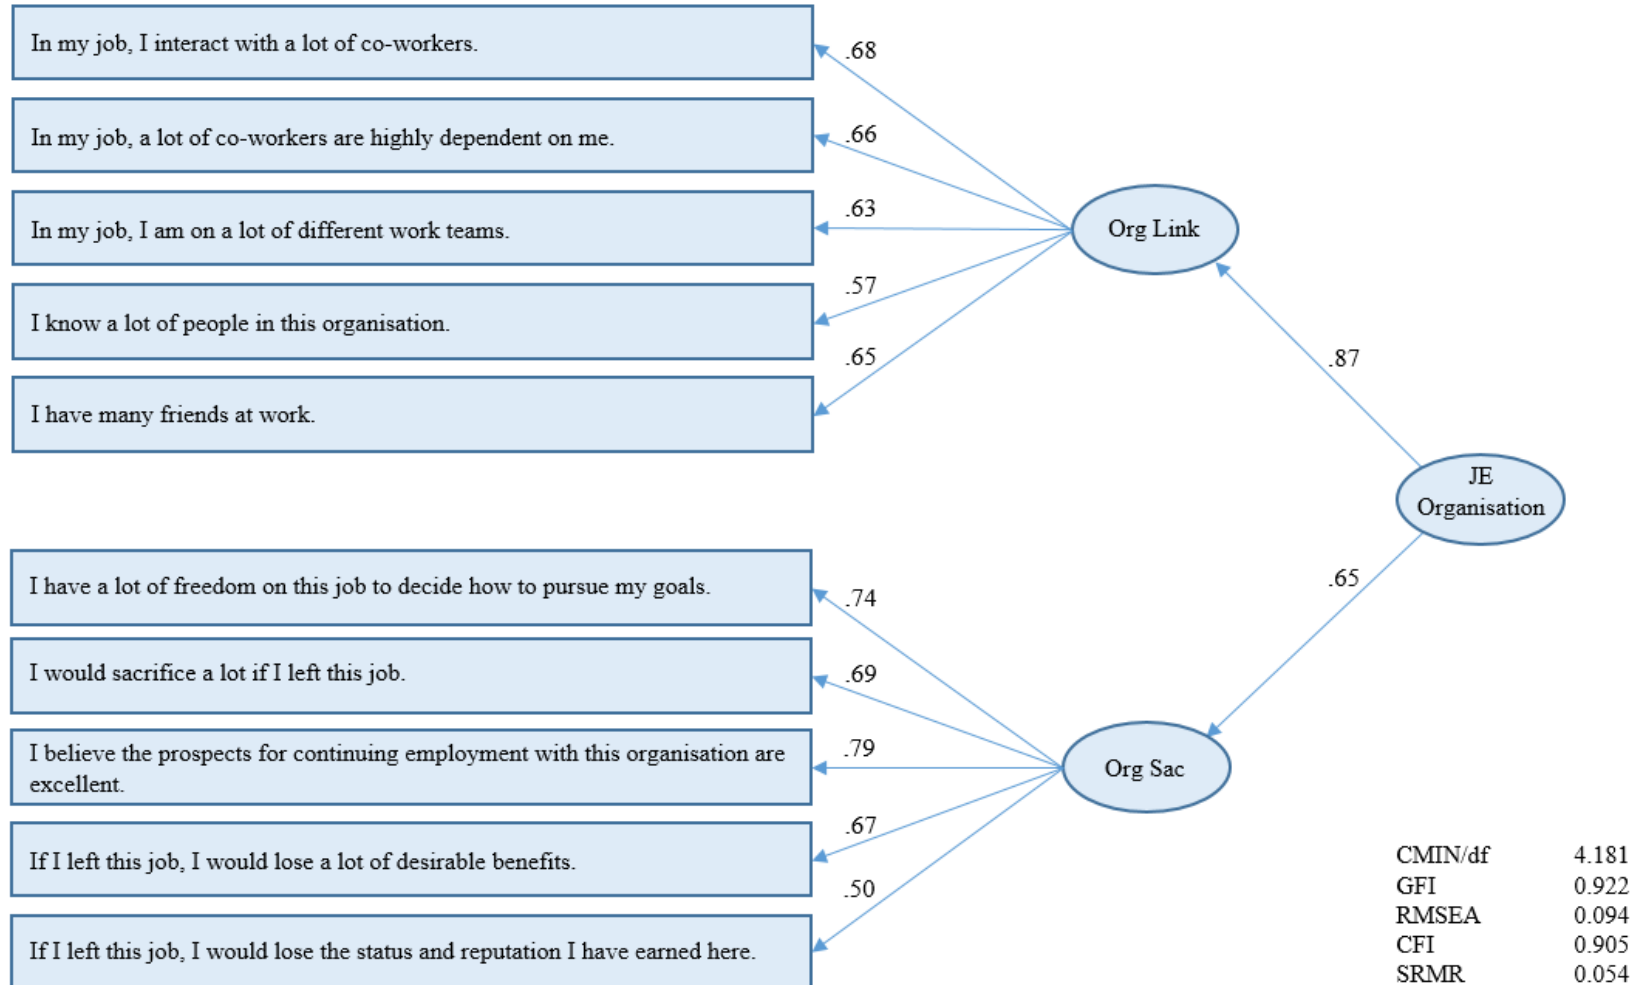 In my job, I interact with a lot of co-workers.
.68
In my job, a lot of co-workers are highly dependent on me.
.66
In my job, I am on a lot of different work teams.
.63
I know a lot of people in this organisation.
.57
I have many friends at work.
.65
Org Link
.87
JE
Organisation
.65
I have a lot of freedom on this job to decide how to pursue my goals.
.74
I would sacrifice a lot if I left this job.
.69
I believe the prospects for continuing employment with this organisation are
excellent.
.79
If I left this job, I would lose a lot of desirable benefits.
.67
If I left this job, I would lose the status and reputation I have earned here.
.50
Org Sac
CMIN/df 4.181
GFI 0.922
RMSEA 0.094
CFI 0.905
SRMR 0.054